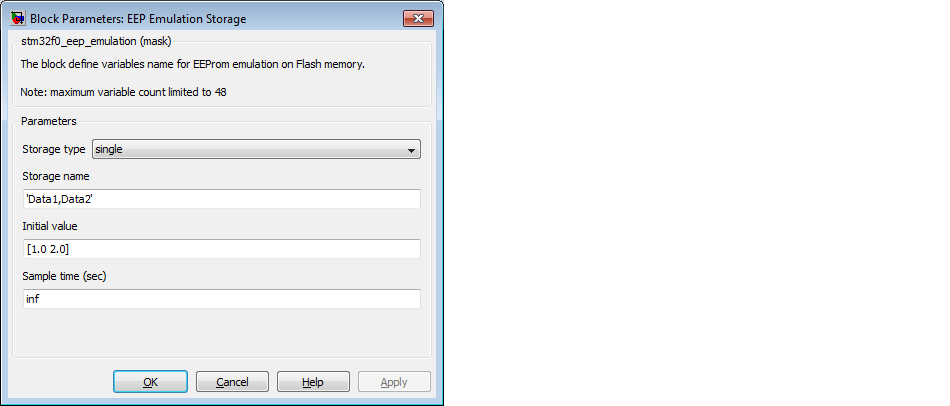 Block Parameters: EEP Emulation Storage
stm32f0_eep_emulation (mask)
The block define variables name for EEProm emulation on Flash memory.
Note: maximum variable count limited to 48
Parameters
Storage type single
Storage name
'Data1,Data2'
Initial value
[1.0 2.0]
Sample time (sec)
inf
OK Cancel Help Apply